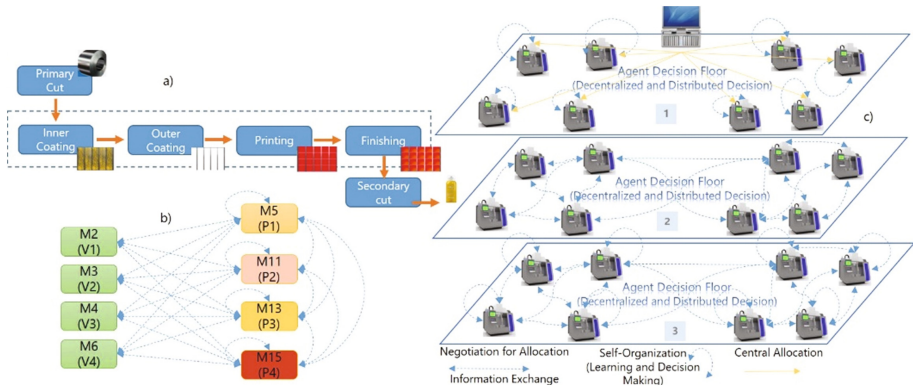 a)
Primary
Cut
Inner
Coating
Outer
Coating
Printing
Finishing
Secondary
cut
b)
M2
(V1)
M3
(V2)
M4
(V3)
M6
(V4)
M5
(P1)
M11
(P2)
M13
(P3)
M15
(P4)
c)
Agent Decision Floor
(Decentralized and Distributed Decision)
1
Agent Decision Floor
(Decentralized and Distributed Decision)
2
Agent Decision Floor
(Decentralized and Distributed Decision)
3
Negotiation for Allocation
Information Exchange
Self-Organization
(Learning and Decision
Making)
Central Allocation